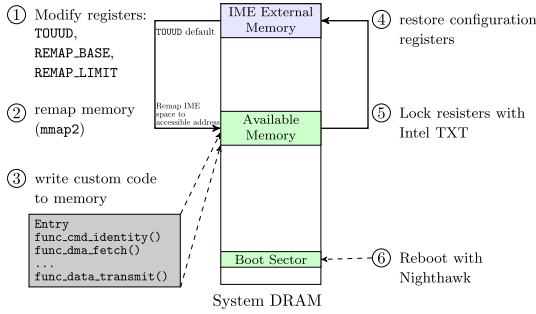 ① Modify registers:
TOUUD,
REMAP_BASE,
REMAP_LIMIT
② remap memory
(mmap2)
③ write custom code
to memory
Entry
func_cmd_identity()
func_dma_fetch()
...
func_data_transmit()
TOUUD default
Remap IME
space to
accessible address
IME External
Memory
Available
Memory
Boot Sector
System DRAM
④ restore configuration
registers
⑤ Lock resisters with
Intel TXT
⑥ Reboot with
Nighthawk